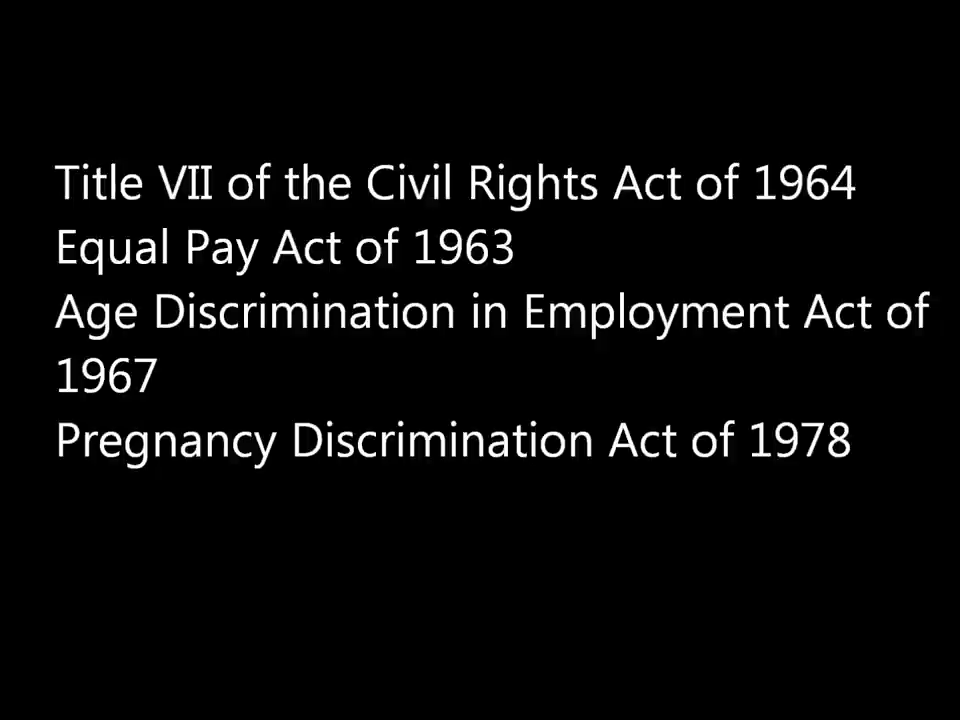 Title VII of the Civil Rights Act of 1964
Equal Pay Act of 1963
Age Discrimination in Employment Act of
1967
Pregnancy Discrimination Act of 1978